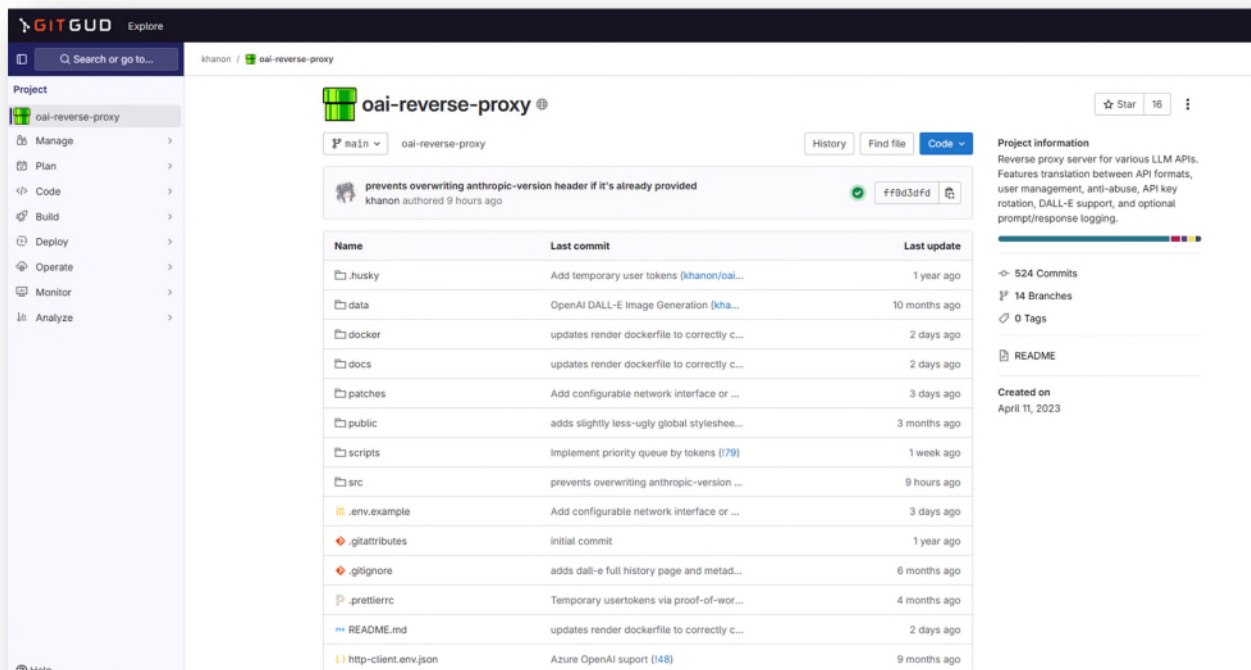 GITGUD Explore
Search or go to...
khanon / oai-reverse-proxy
Project
oai-reverse-proxy
Manage
Plan
Code
Build
Deploy
Operate
Monitor
Analyze
Help
oai-reverse-proxy
Star 16
main oai-reverse-proxy History Find file Code
prevents overwriting anthropic-version header if it's already provided
khanon authored 9 hours ago
ff0d3dfd
Name Last commit Last update
.husky Add temporary user tokens (khanon/oai... 1 year ago
data OpenAI DALL-E Image Generation (kha... 10 months ago
docker updates render dockerfile to correctly c... 2 days ago
docs updates render dockerfile to correctly c... 2 days ago
patches Add configurable network interface or ... 3 days ago
public adds slightly less-ugly global styleshee... 3 months ago
scripts Implement priority queue by tokens (!79) 1 week ago
src prevents overwriting anthropic-version ... 9 hours ago
.env.example Add configurable network interface or ... 3 days ago
.gitattributes initial commit 1 year ago
.gitignore adds dall-e full history page and metad... 6 months ago
.prettierrc Temporary usertokens via proof-of-wor... 4 months ago
README.md updates render dockerfile to correctly c... 2 days ago
http-client.env.json Azure OpenAI suport (!48) 9 months ago
Project information
Reverse proxy server for various LLM APIs.
Features translation between API formats,
user management, anti-abuse, API key
rotation, DALL-E support, and optional
prompt/response logging.
524 Commits
14 Branches
0 Tags
README
Created on
April 11, 2023